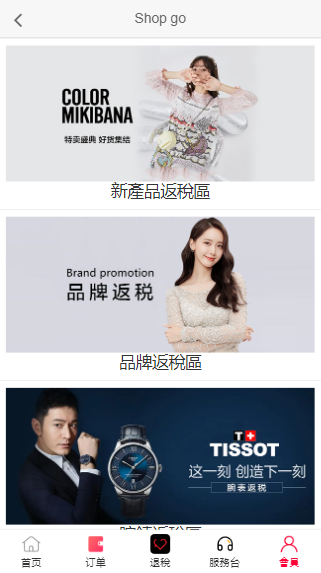 Shop go
COLOR
MIKIBANA
特卖盛典 好货集结
新產品返稅區
Brand promotion
品牌返税
品牌返稅區
TISSOT
这一刻 创造下一刻
腕表返税
首页
订单
退稅
服務台
會員